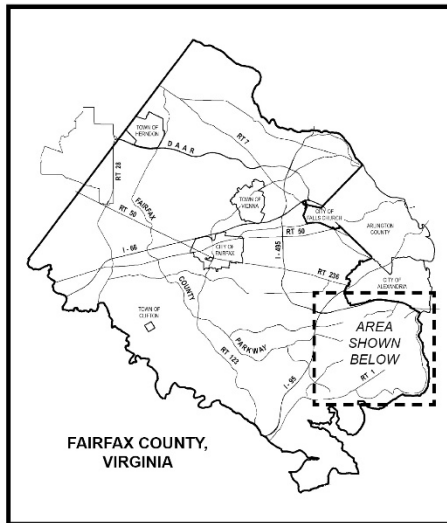 TOWN OF
HERNDON
RT 7
D A A R
RT 28
FAIRFAX
TOWN OF
VIENNA
CITY OF
FALLS CHURCH
ARLINGTON
COUNTY
RT 50
RT 50
I - 66
CITY OF
FAIRFAX
I - 495
RT 236
CITY OF
ALEXANDRIA
COUNTY
TOWN OF
CLIFTON
PARKWAY
AREA
SHOWN
BELOW
RT 123
I - 95
RT 1
FAIRFAX COUNTY,
VIRGINIA